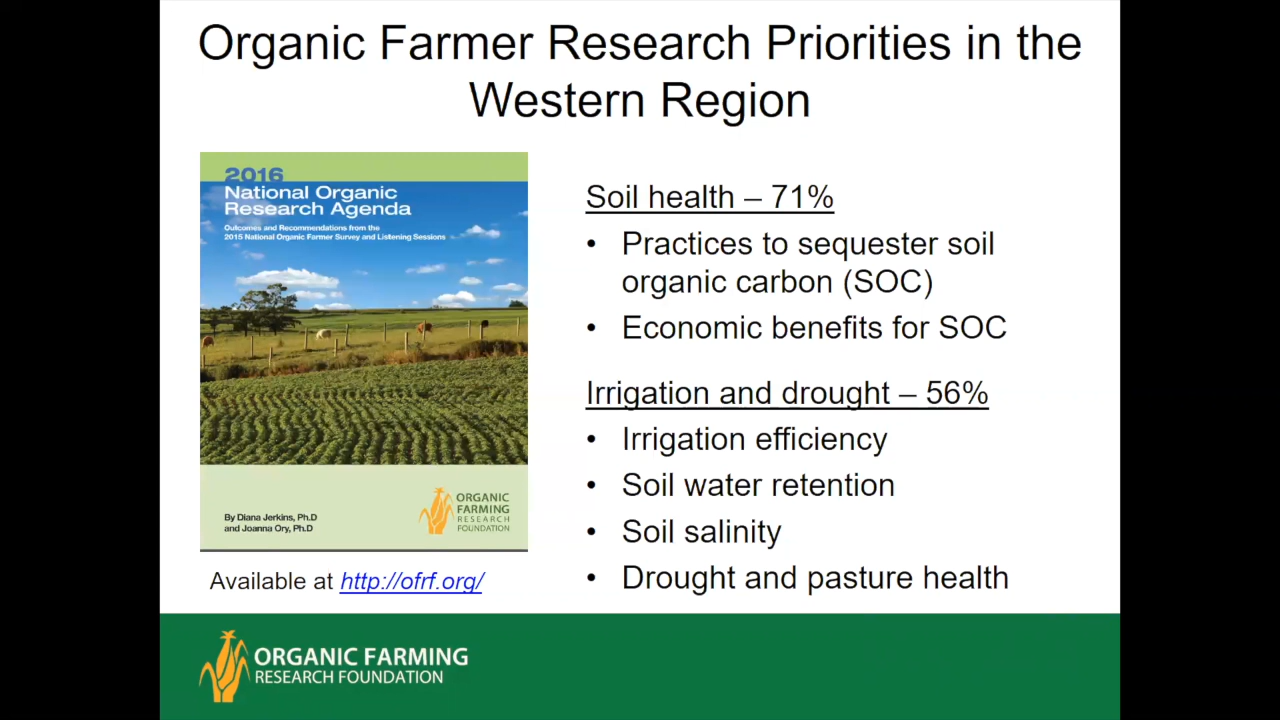 Organic Farmer Research Priorities in the
Western Region
2016
National Organic
Research Agenda
Outcomes and Recommendations from the
2015 National Organic Farmer Survey and Listening Sessions
By Diana Jerkins, Ph.D
and Joanna Ory, Ph.D
ORGANIC
FARMING
RESEARCH
FOUNDATION
Available at http://ofrf.org/
Soil health – 71%
• Practices to sequester soil
organic carbon (SOC)
• Economic benefits for SOC
Irrigation and drought – 56%
• Irrigation efficiency
• Soil water retention
• Soil salinity
• Drought and pasture health
ORGANIC FARMING
RESEARCH FOUNDATION